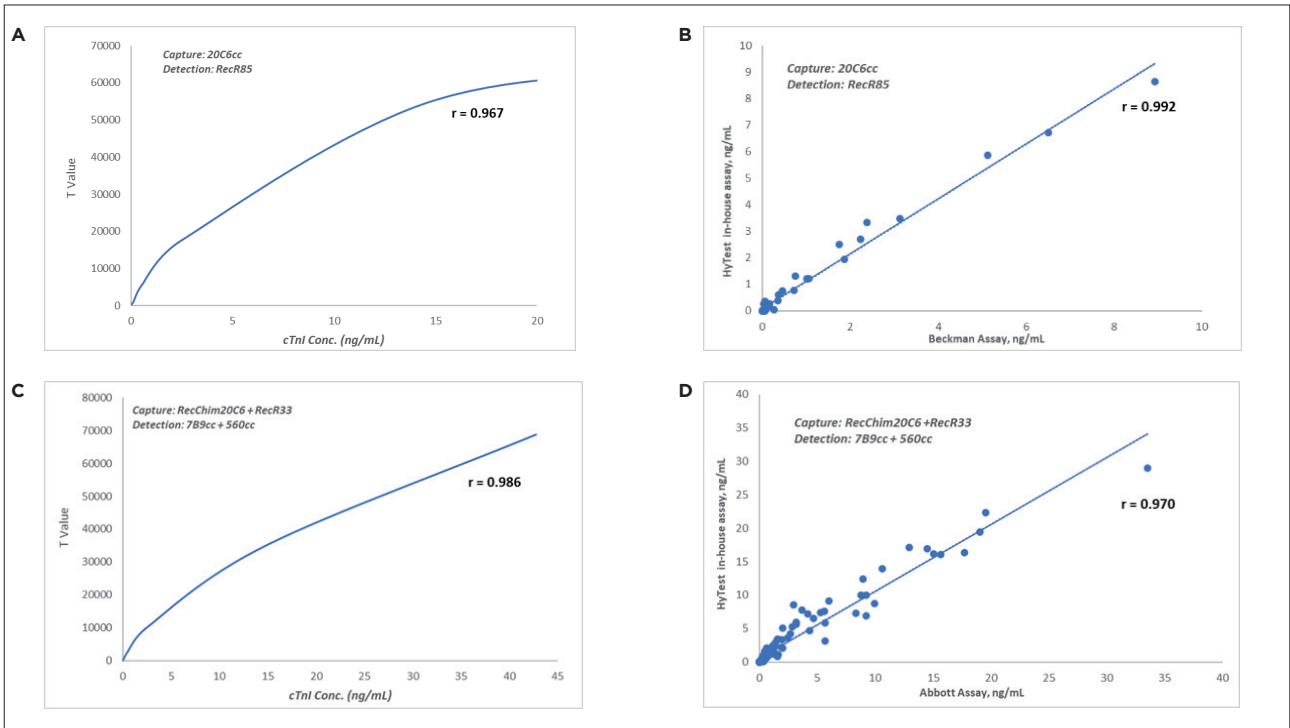 A
70000
60000
50000
40000
30000
20000
10000
0
T Value
Capture: 20C6cc
Detection: RecR85
r = 0.967
0 5 10 15 20
cTnI Conc. (ng/mL)
B
10
9
8
7
6
5
4
3
2
1
0
HyTest in-house assay, ng/mL
Capture: 20C6cc
Detection: RecR85
r = 0.992
0 2 4 6 8 10
Beckman Assay, ng/mL
C
80000
70000
60000
50000
40000
30000
20000
10000
0
T Value
Capture: RecChim20C6 + RecR33
Detection: 7B9cc + 560cc
r = 0.986
0 5 10 15 20 25 30 35 40 45
cTnI Conc. (ng/mL)
D
40
35
30
25
20
15
10
5
0
HyTest in-house assay, ng/mL
Capture: RecChim20C6 +RecR33
Detection: 7B9cc + 560cc
r = 0.970
0 5 10 15 20 25 30 35 40
Abbott Assay, ng/mL